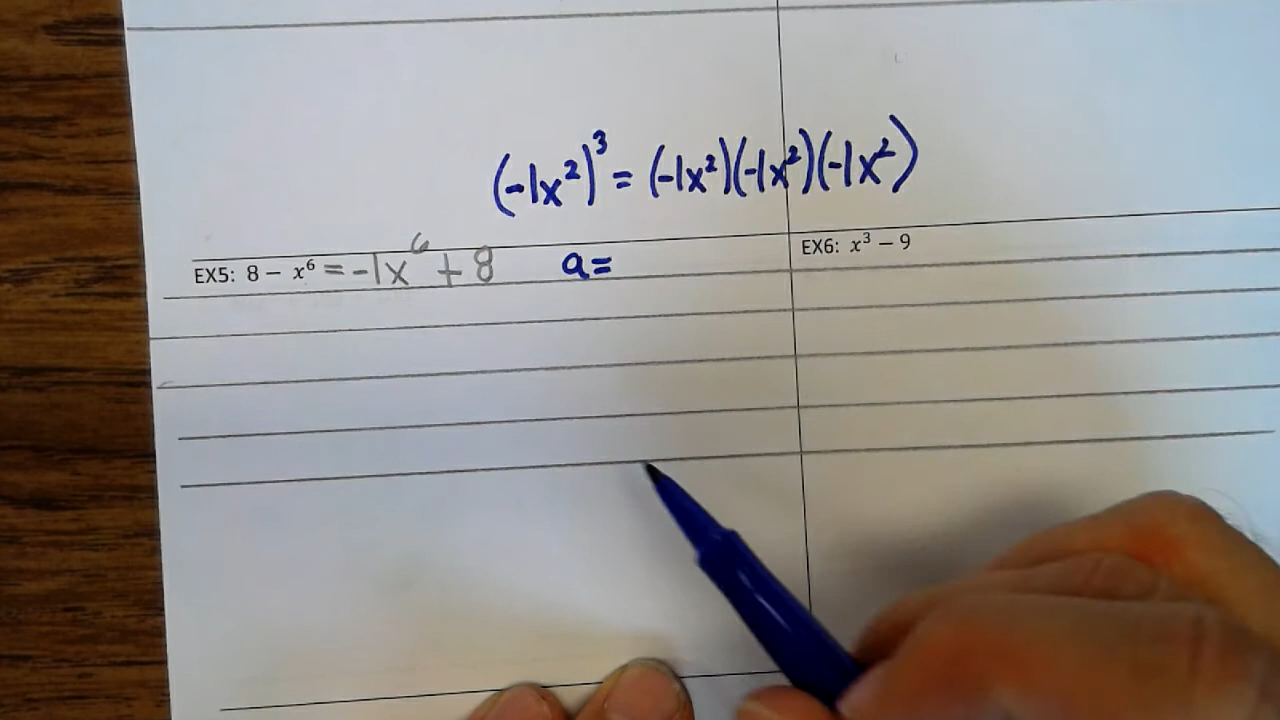 (-1x²)³ = (-1x²)(-1x²)(-1x²)
EX5: 8 − x⁶ = -1x⁶ + 8 a=
EX6: x³ − 9